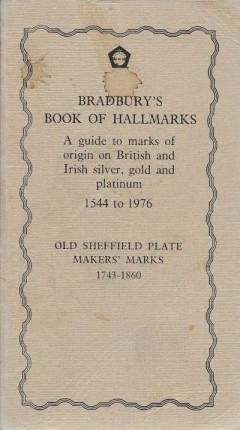 BRADBURY'S
BOOK OF HALLMARKS
A guide to marks of
origin on British and
Irish silver, gold and
platinum
1544 to 1976
OLD SHEFFIELD PLATE
MAKERS' MARKS
1743-1860